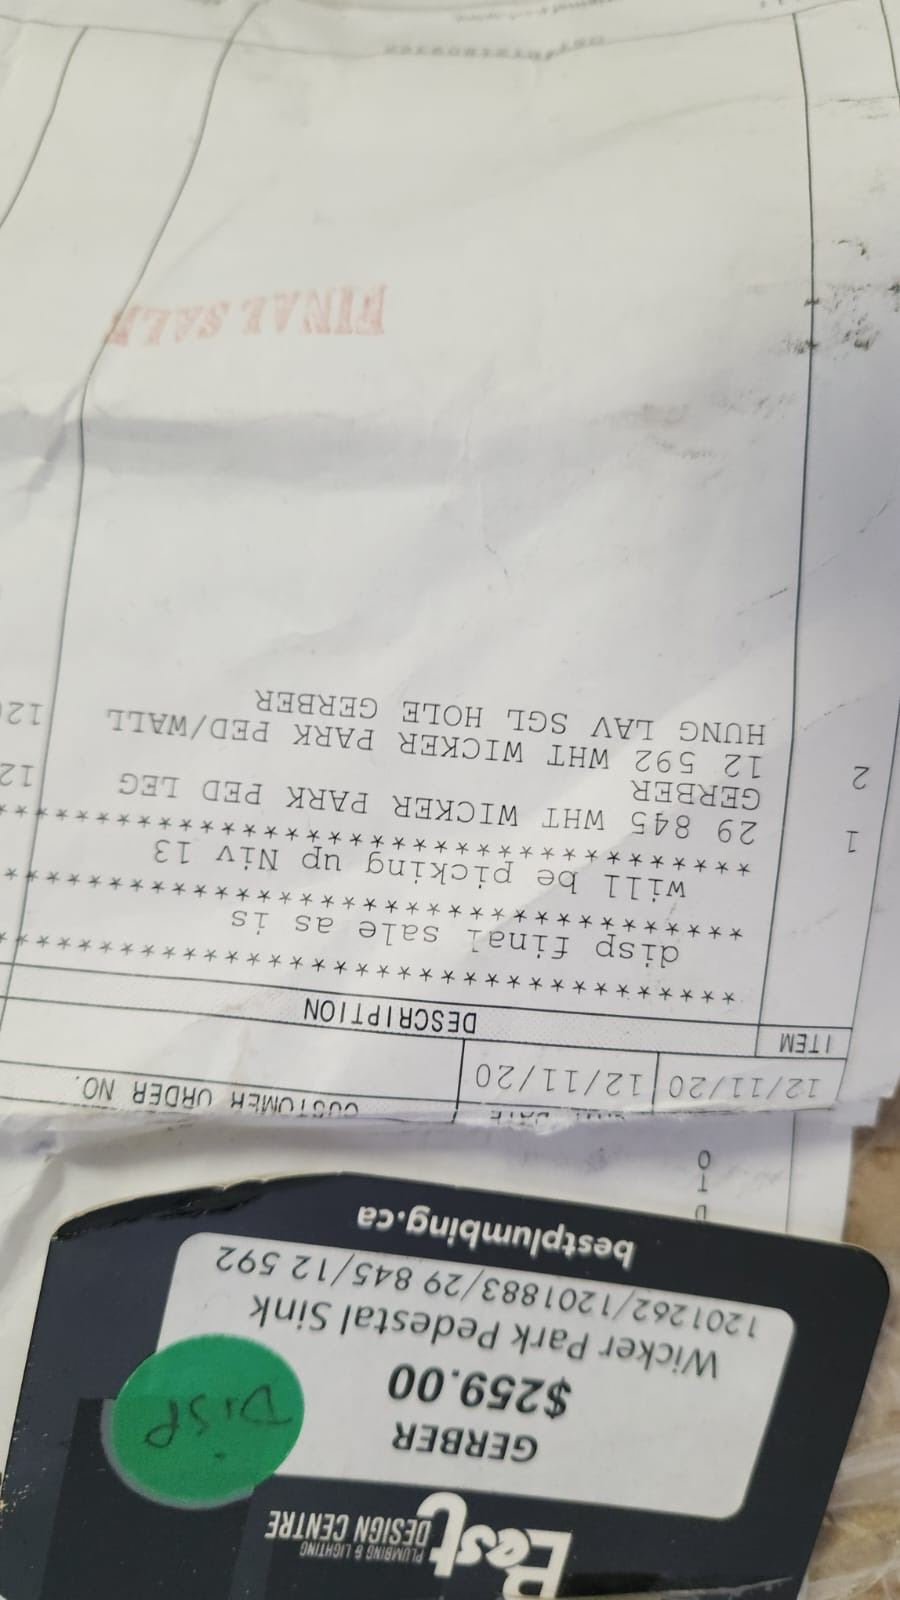 Best
PLUMBING & LIGHTING
DESIGN CENTRE
GERBER
$259.00
DISP
Wicker Park Pedestal Sink
1201262/1201883/29 845/12 592
bestplumbing.ca
CUSTOMER ORDER NO.
12/11/20 12/11/20
ITEM DESCRIPTION
************************************
disp final sale as is
************************************
will be picking up Niv 13
************************************
1 29 845 WHT WICKER PARK PED LEG
GERBER
2 12 592 WHT WICKER PARK PED/WALL
HUNG LAV SGL HOLE GERBER
FINAL SALE